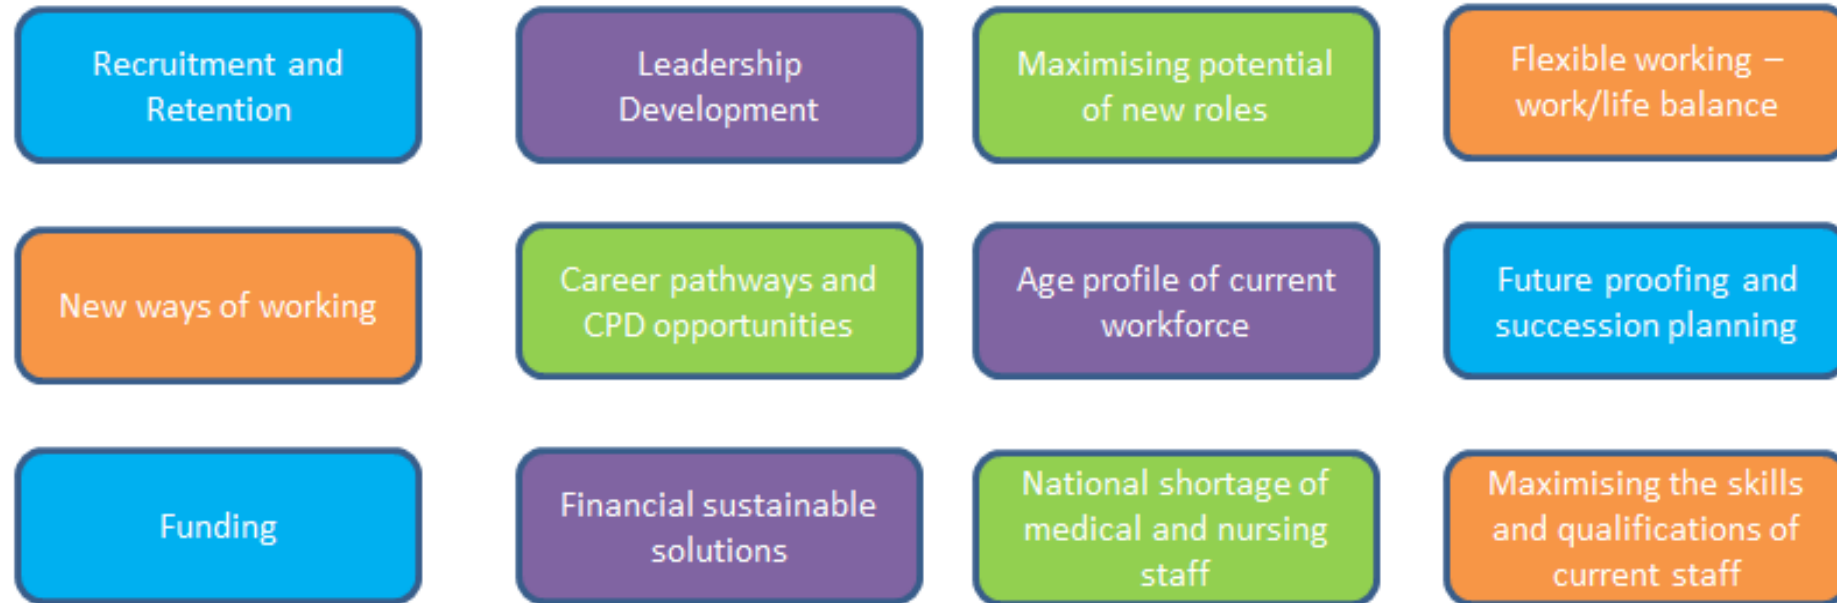 Recruitment and
Retention
Leadership
Development
Maximising potential
of new roles
Flexible working –
work/life balance
New ways of working
Career pathways and
CPD opportunities
Age profile of current
workforce
Future proofing and
succession planning
Funding
Financial sustainable
solutions
National shortage of
medical and nursing
staff
Maximising the skills
and qualifications of
current staff